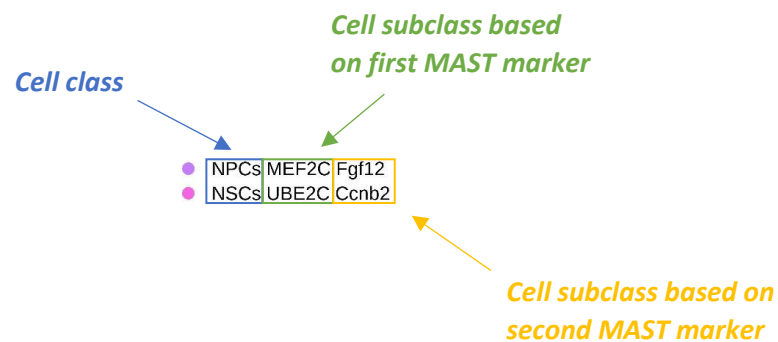 Cell subclass based
on first MAST marker
Cell class
NPCs MEF2C Fgf12
NSCs UBE2C Ccnb2
Cell subclass based on
second MAST marker